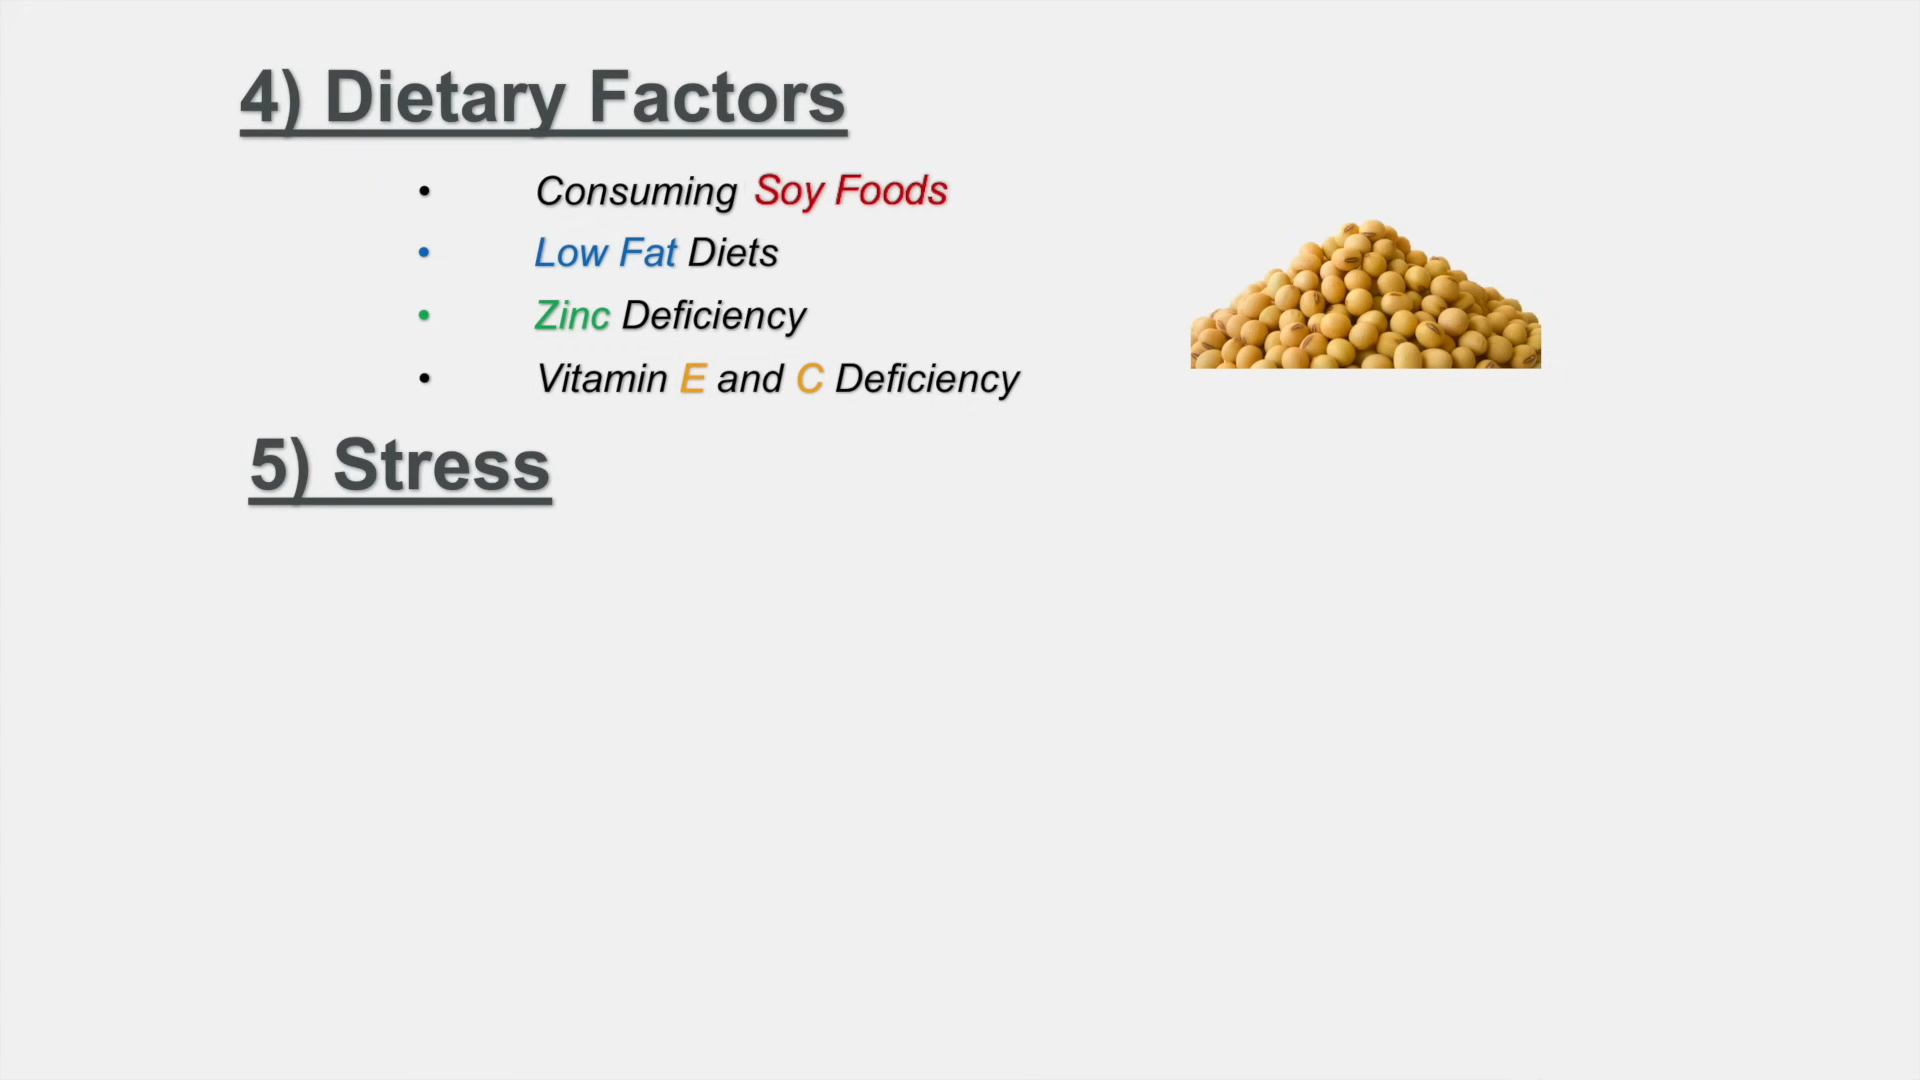 4) Dietary Factors
• Consuming Soy Foods
• Low Fat Diets
• Zinc Deficiency
• Vitamin E and C Deficiency
5) Stress